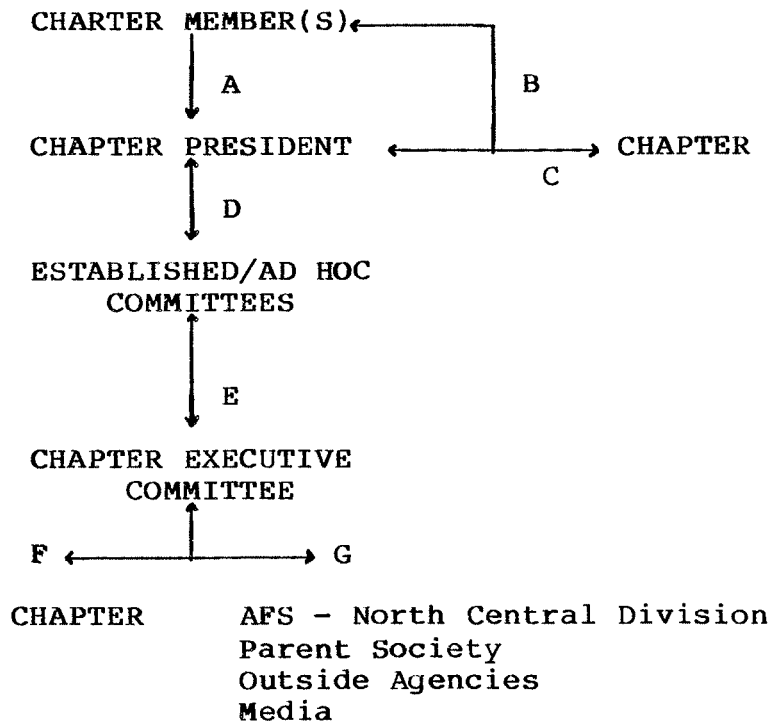 CHARTER MEMBER(S)
A
B
CHAPTER PRESIDENT
CHAPTER
C
D
ESTABLISHED/AD HOC
COMMITTEES
E
CHAPTER EXECUTIVE
COMMITTEE
F
G
CHAPTER AFS - North Central Division
Parent Society
Outside Agencies
Media